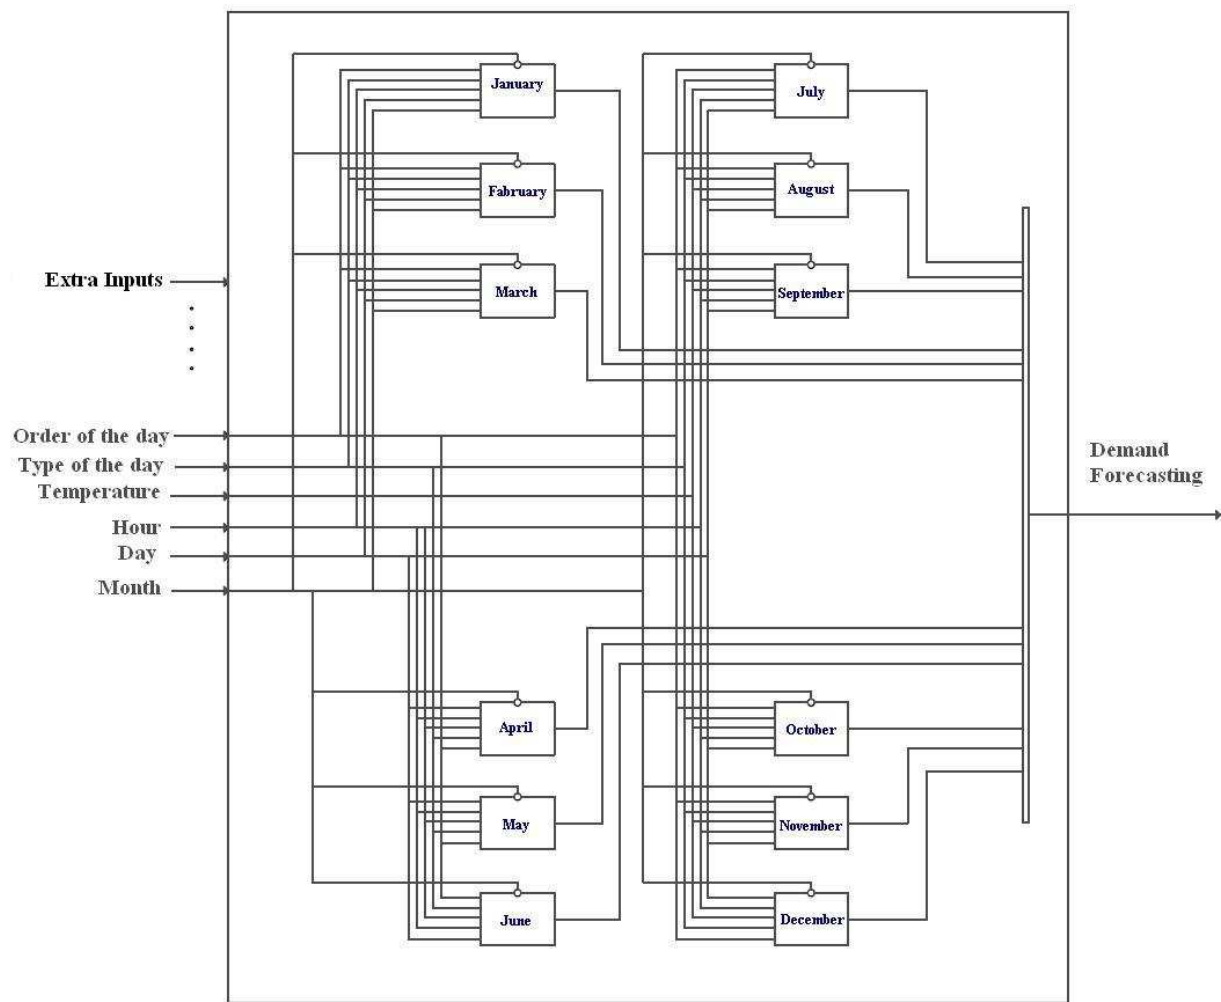 January
July
Fabruary
August
Extra Inputs
March
September
Order of the day
Type of the day
Temperature
Hour
Day
Month
Demand
Forecasting
April
October
May
November
June
December